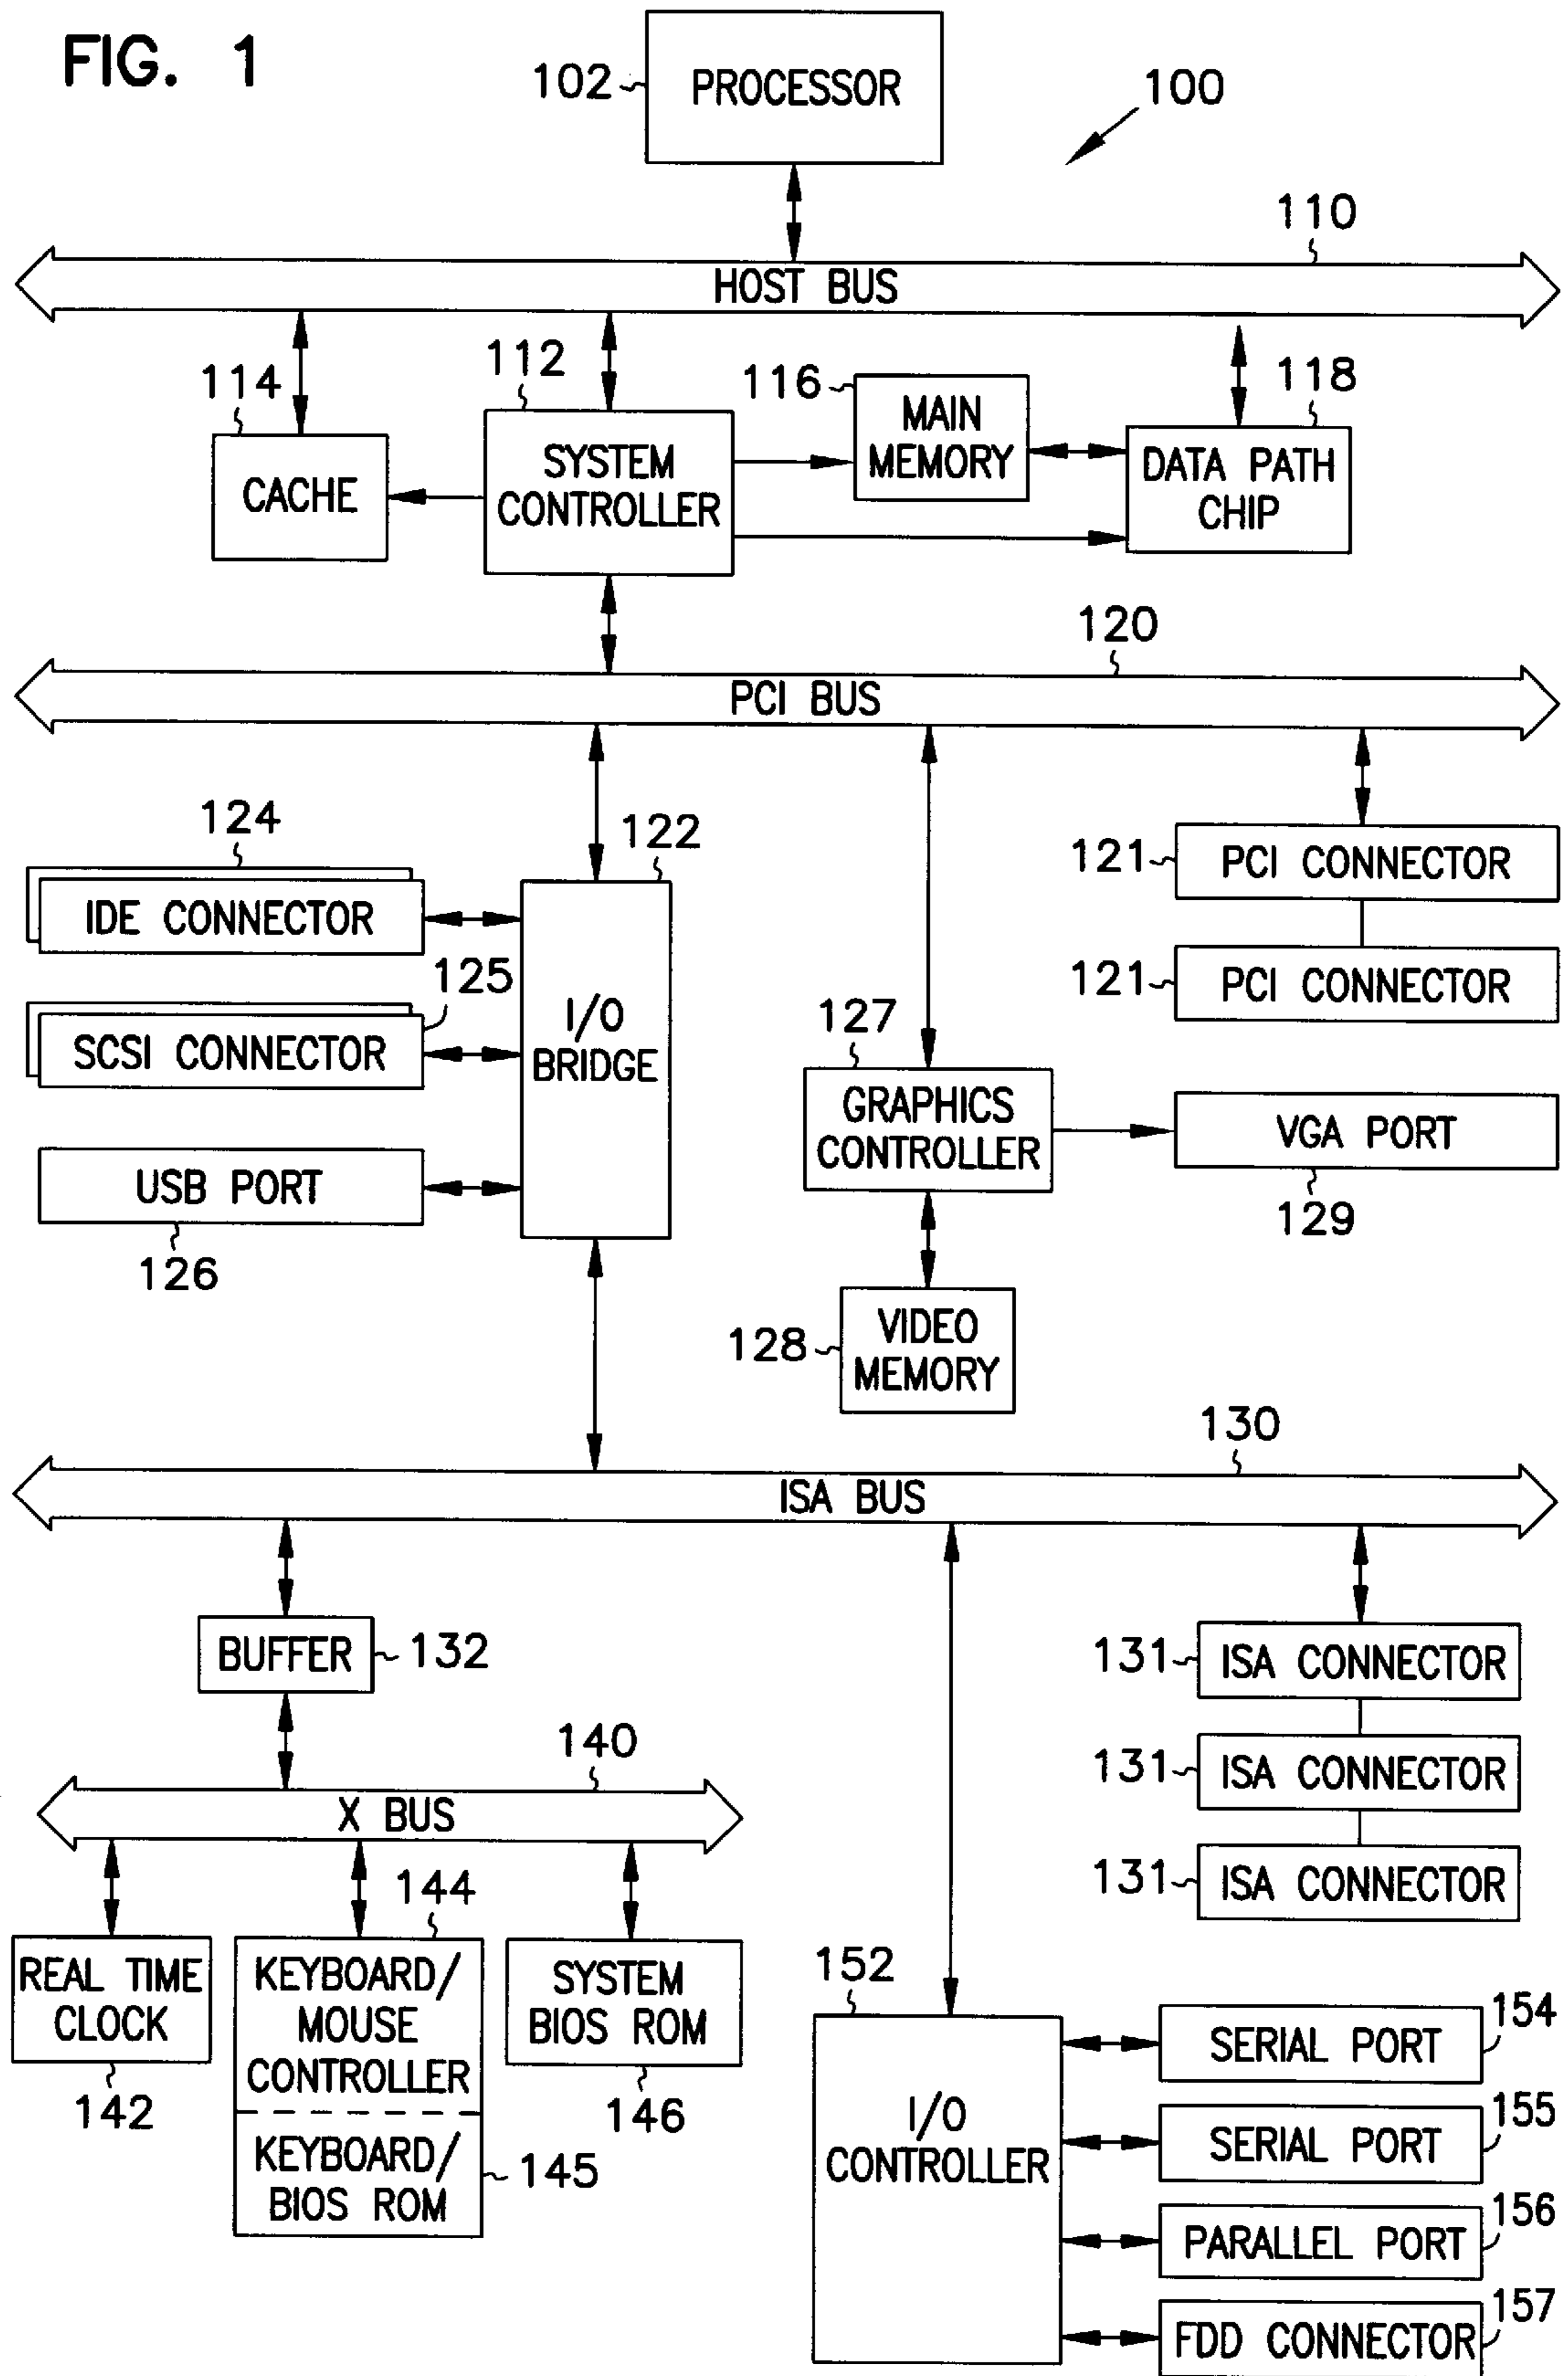 FIG. 1
102
PROCESSOR
100
110
HOST BUS
114
112
116
118
CACHE
SYSTEM
CONTROLLER
MAIN
MEMORY
DATA PATH
CHIP
120
PCI BUS
124
122
IDE CONNECTOR
125
SCSI CONNECTOR
I/O
BRIDGE
USB PORT
126
121
PCI CONNECTOR
121
PCI CONNECTOR
127
GRAPHICS
CONTROLLER
VGA PORT
129
128
VIDEO
MEMORY
130
ISA BUS
BUFFER
132
131
ISA CONNECTOR
131
ISA CONNECTOR
131
ISA CONNECTOR
140
X BUS
144
REAL TIME
CLOCK
142
KEYBOARD/
MOUSE
CONTROLLER
KEYBOARD/
BIOS ROM
145
SYSTEM
BIOS ROM
146
152
I/O
CONTROLLER
SERIAL PORT
154
SERIAL PORT
155
PARALLEL PORT
156
FDD CONNECTOR
157